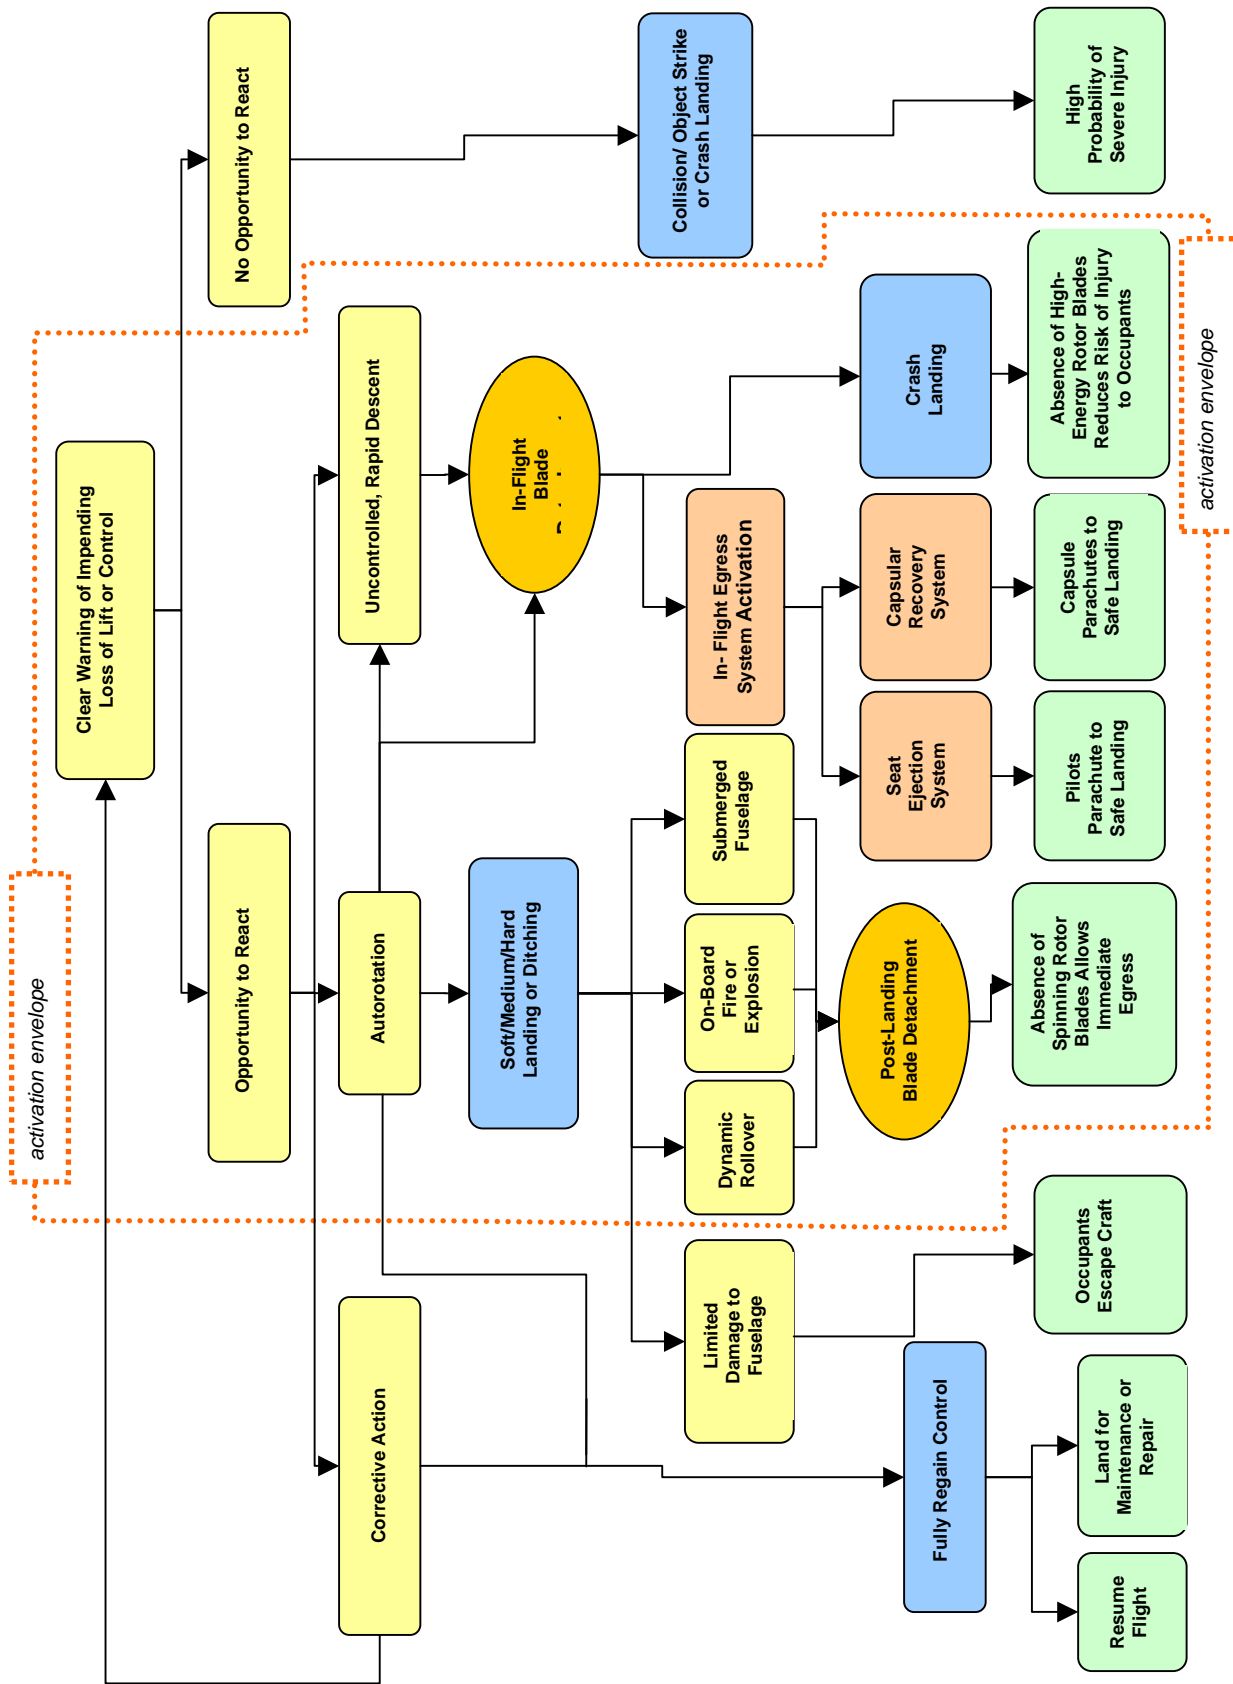 activation envelope
Clear Warning of Impending
Loss of Lift or Control
Opportunity to React
No Opportunity to React
Corrective Action
Autorotation
Uncontrolled, Rapid Descent
Soft/Medium/Hard
Landing or Ditching
In-Flight
Blade
Collision/ Object Strike
or Crash Landing
Limited
Damage to
Fuselage
Dynamic
Rollover
On-Board
Fire or
Explosion
Submerged
Fuselage
In- Flight Egress
System Activation
Fully Regain Control
Post-Landing
Blade Detachment
Seat
Ejection
System
Capsular
Recovery
System
Crash
Landing
Resume
Flight
Land for
Maintenance or
Repair
Occupants
Escape Craft
Absence of
Spinning Rotor
Blades Allows
Immediate
Egress
Pilots
Parachute to
Safe Landing
Capsule
Parachutes to
Safe Landing
Absence of High-
Energy Rotor Blades
Reduces Risk of Injury
to Occupants
High
Probability of
Severe Injury
activation envelope